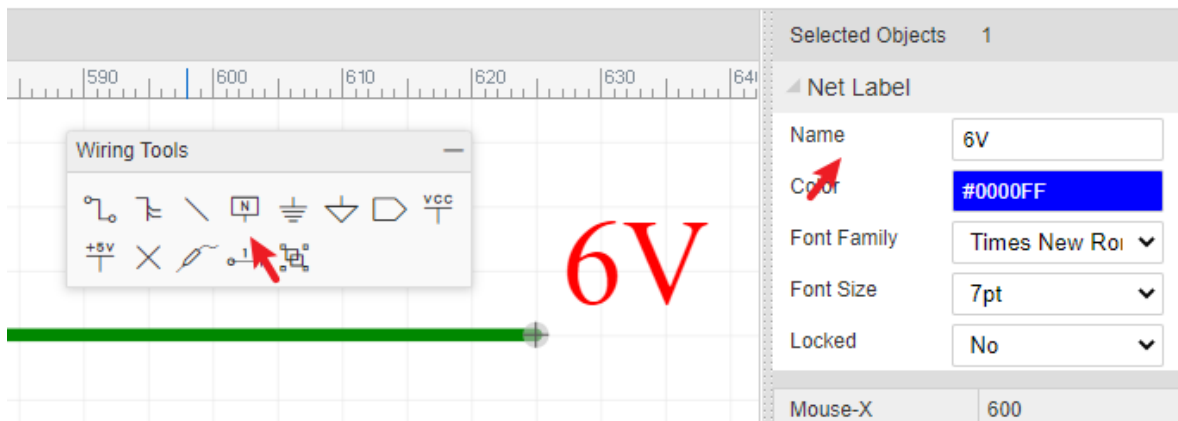 Selected Objects 1
590 600 610 620 630 64
Net Label
Wiring Tools
Name 6V
Color #0000FF
N VCC
+5V 1
6V
Font Family Times New Ro
Font Size 7pt
Locked No
Mouse-X 600